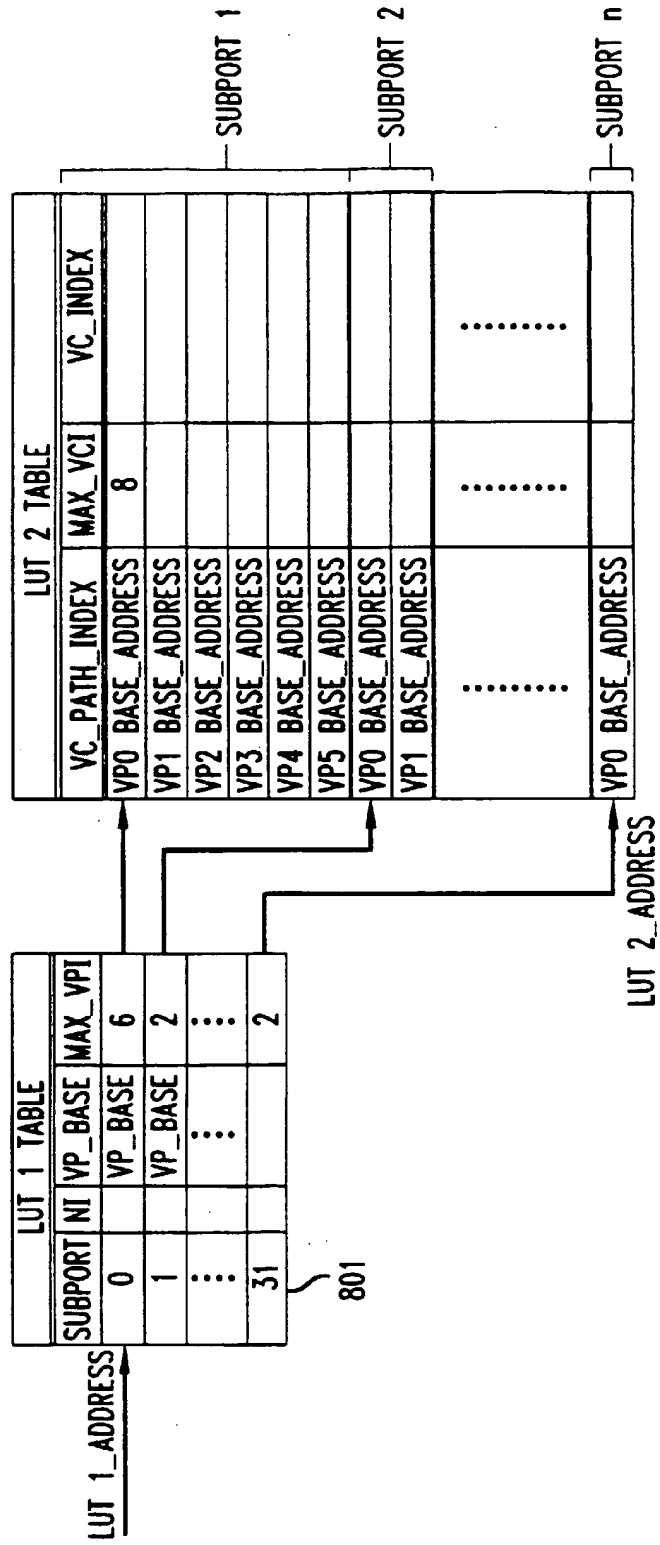 LUT 1_ADDRESS
LUT 1 TABLE
SUBPORT NI VP_BASE MAX_VPI
0 VP_BASE 6
1 VP_BASE 2
.... .... ....
31 2
801
LUT 2_ADDRESS
LUT 2 TABLE
VC_PATH_INDEX MAX_VCI VC_INDEX
VP0 BASE_ADDRESS 8
VP1 BASE_ADDRESS
VP2 BASE_ADDRESS
VP3 BASE_ADDRESS
VP4 BASE_ADDRESS
VP5 BASE_ADDRESS
VP0 BASE_ADDRESS
VP1 BASE_ADDRESS
......... ......... .........
VP0 BASE_ADDRESS
SUBPORT 1
SUBPORT 2
SUBPORT n